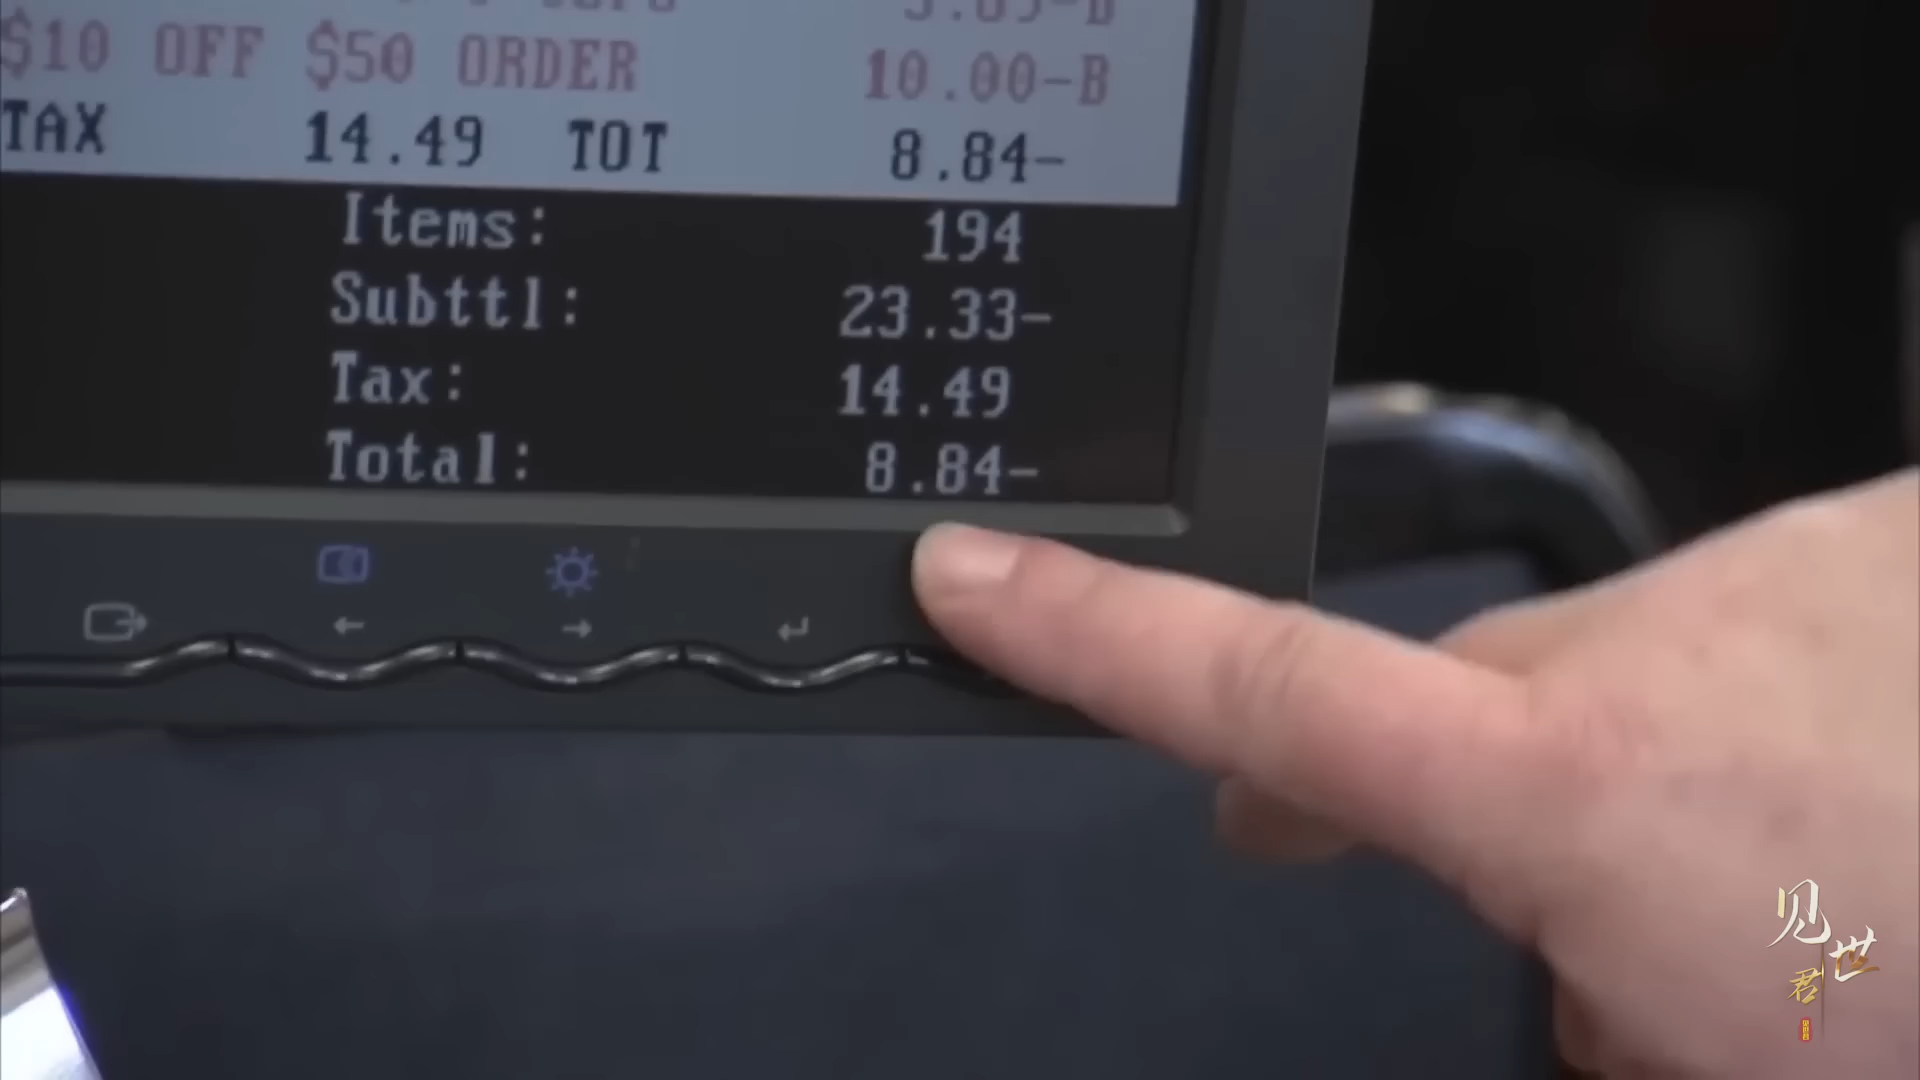 $10 OFF $50 ORDER 10.00-B
TAX 14.49 TOT 8.84-
Items: 194
Subttl: 23.33-
Tax: 14.49
Total: 8.84-
见世君